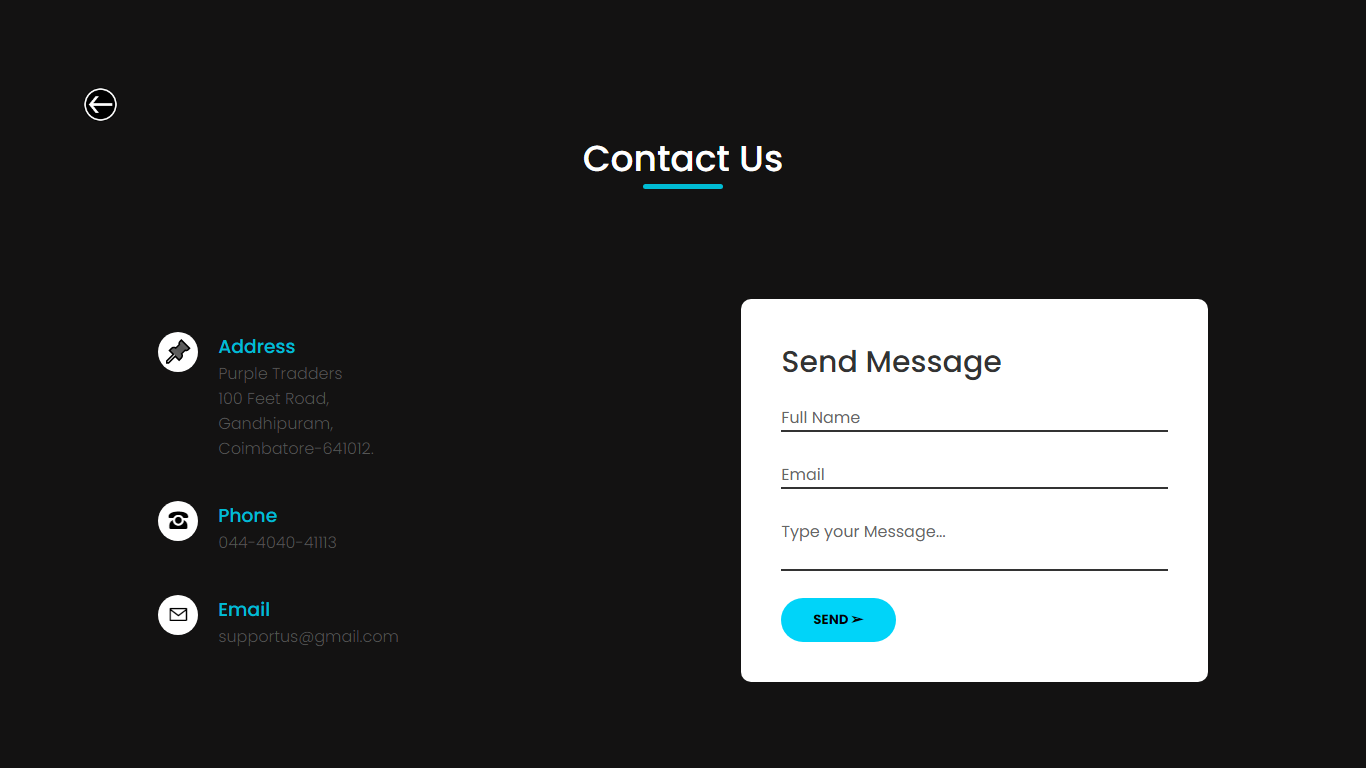 Contact Us
Address
Purple Tradders
100 Feet Road,
Gandhipuram,
Coimbatore-641012.
Phone
044-4040-41113
Email
supportus@gmail.com
Send Message
Full Name
Email
Type your Message...
SEND ➢